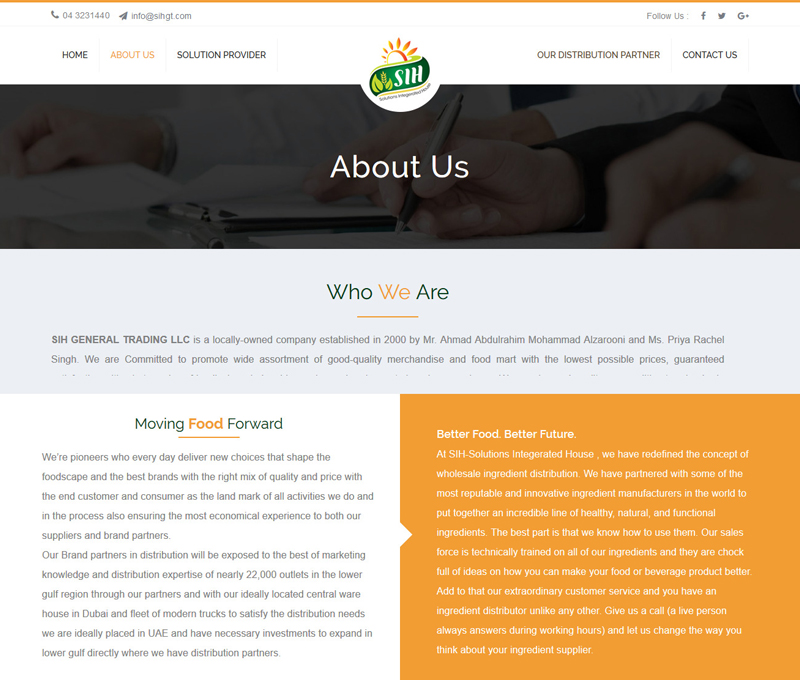 04 3231440 info@sihgt.com Follow Us :
HOME ABOUT US SOLUTION PROVIDER OUR DISTRIBUTION PARTNER CONTACT US
SIH
Solutions Integerated House
About Us
Who We Are
SIH GENERAL TRADING LLC is a locally-owned company established in 2000 by Mr. Ahmad Abdulrahim Mohammad Alzarooni and Ms. Priya Rachel
Singh. We are Committed to promote wide assortment of good-quality merchandise and food mart with the lowest possible prices, guaranteed
Moving Food Forward
We're pioneers who every day deliver new choices that shape the
foodscape and the best brands with the right mix of quality and price with
the end customer and consumer as the land mark of all activities we do and
in the process also ensuring the most economical experience to both our
suppliers and brand partners.
Our Brand partners in distribution will be exposed to the best of marketing
knowledge and distribution expertise of nearly 22,000 outlets in the lower
gulf region through our partners and with our ideally located central ware
house in Dubai and fleet of modern trucks to satisfy the distribution needs
we are ideally placed in UAE and have necessary investments to expand in
lower gulf directly where we have distribution partners.
Better Food. Better Future.
At SIH-Solutions Integerated House , we have redefined the concept of
wholesale ingredient distribution. We have partnered with some of the
most reputable and innovative ingredient manufacturers in the world to
put together an incredible line of healthy, natural, and functional
ingredients. The best part is that we know how to use them. Our sales
force is technically trained on all of our ingredients and they are chock
full of ideas on how you can make your food or beverage product better.
Add to that our extraordinary customer service and you have an
ingredient distributor unlike any other. Give us a call (a live person
always answers during working hours) and let us change the way you
think about your ingredient supplier.